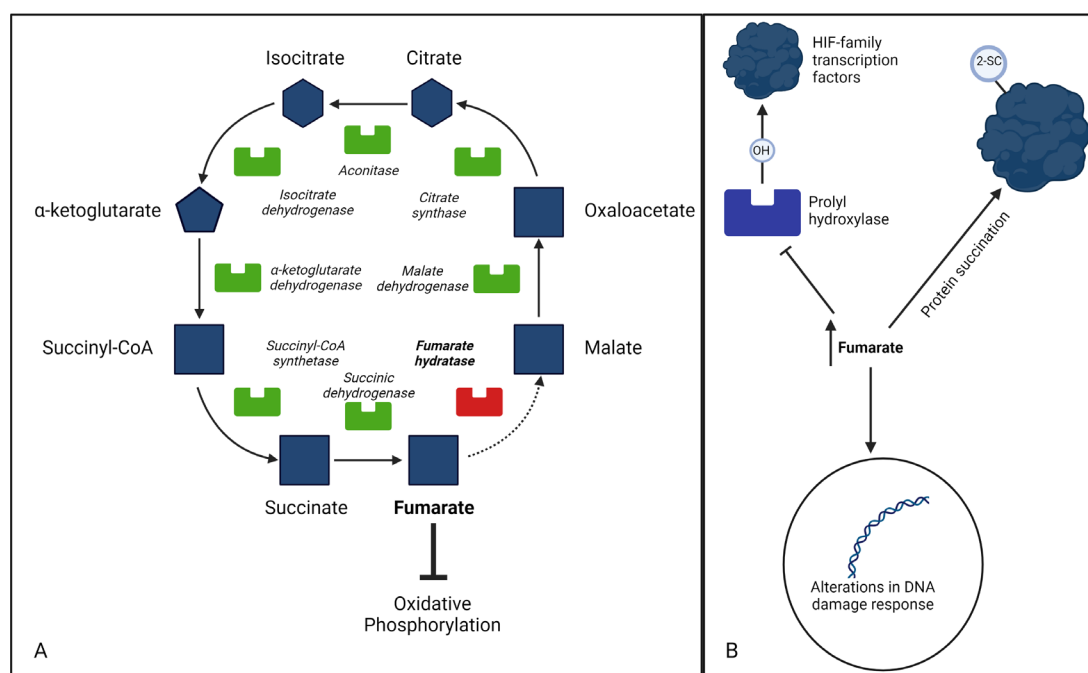 Isocitrate
Citrate
Aconitase
Isocitrate
dehydrogenase
Citrate
synthase
α-ketoglutarate
Oxaloacetate
α-ketoglutarate
dehydrogenase
Malate
dehydrogenase
Succinyl-CoA
Succinyl-CoA
synthetase
Fumarate
hydratase
Malate
Succinic
dehydrogenase
Succinate
Fumarate
Oxidative
Phosphorylation
A
HIF-family
transcription
factors
2-SC
OH
Prolyl
hydroxylase
Protein succination
Fumarate
Alterations in DNA
damage response
B